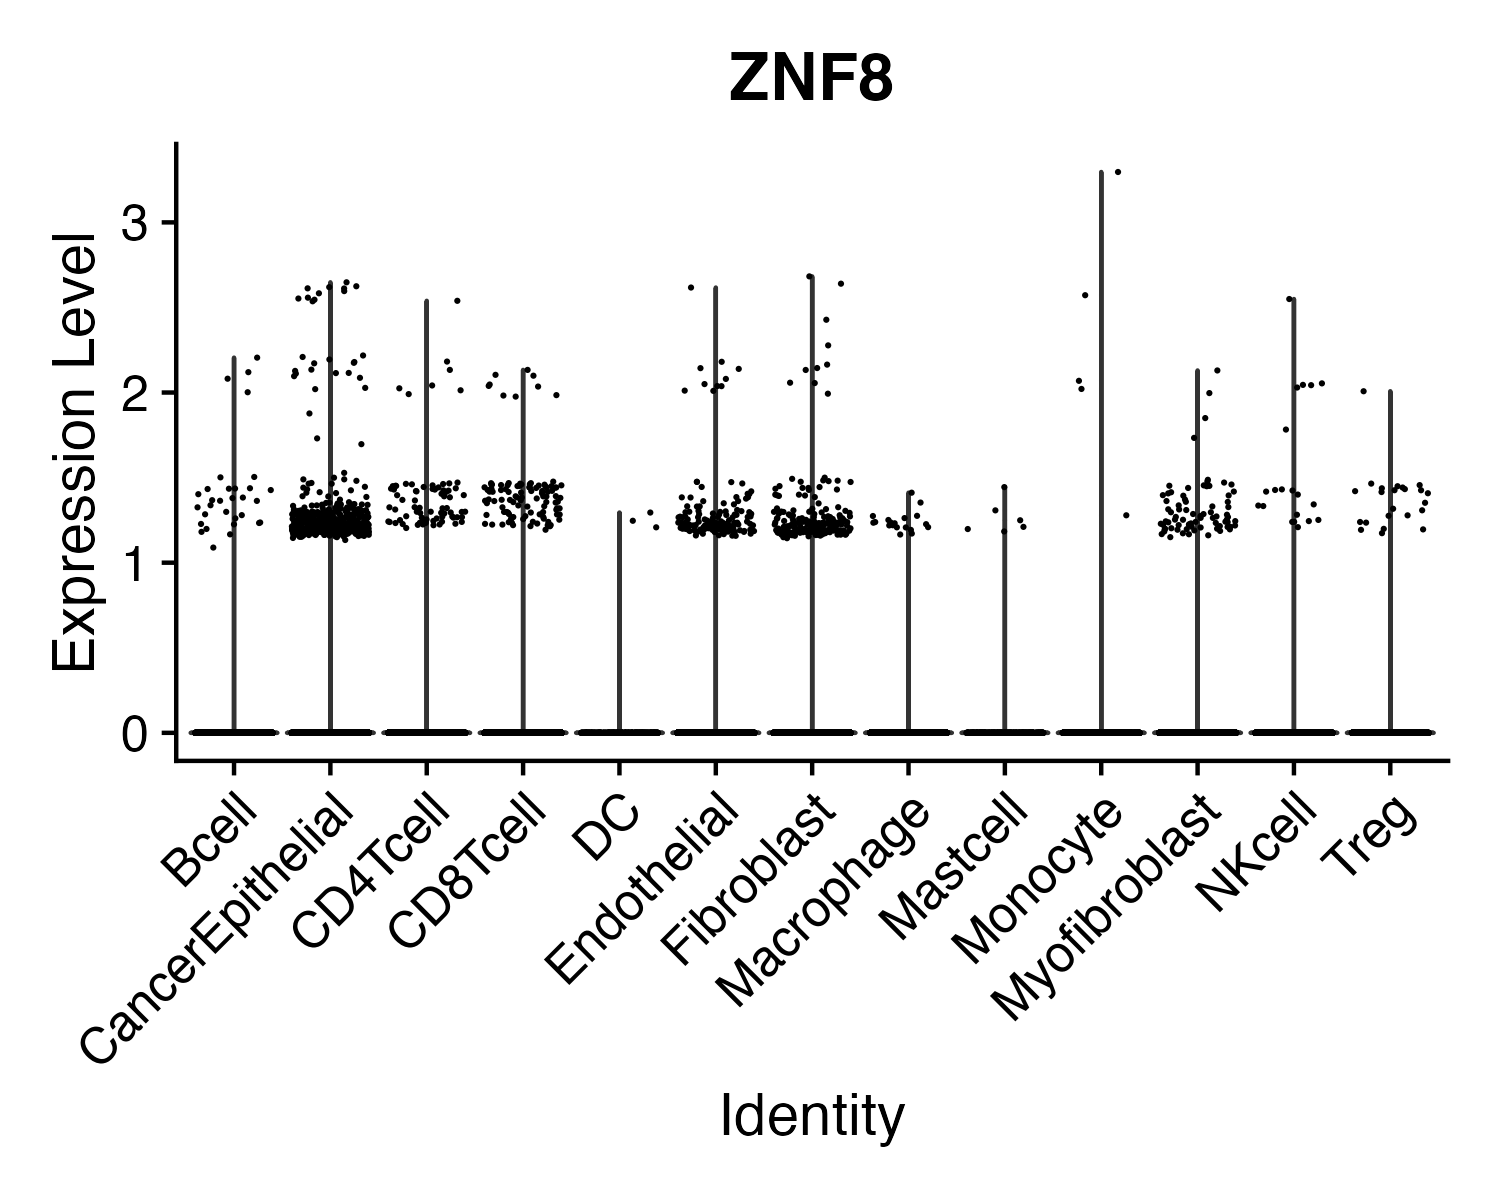 ZNF8
Expression Level
3
2
1
0
Bcell
CancerEpithelial
CD4Tcell
CD8Tcell
DC
Endothelial
Fibroblast
Macrophage
Mastcell
Monocyte
Myofibroblast
NKcell
Treg
Identity